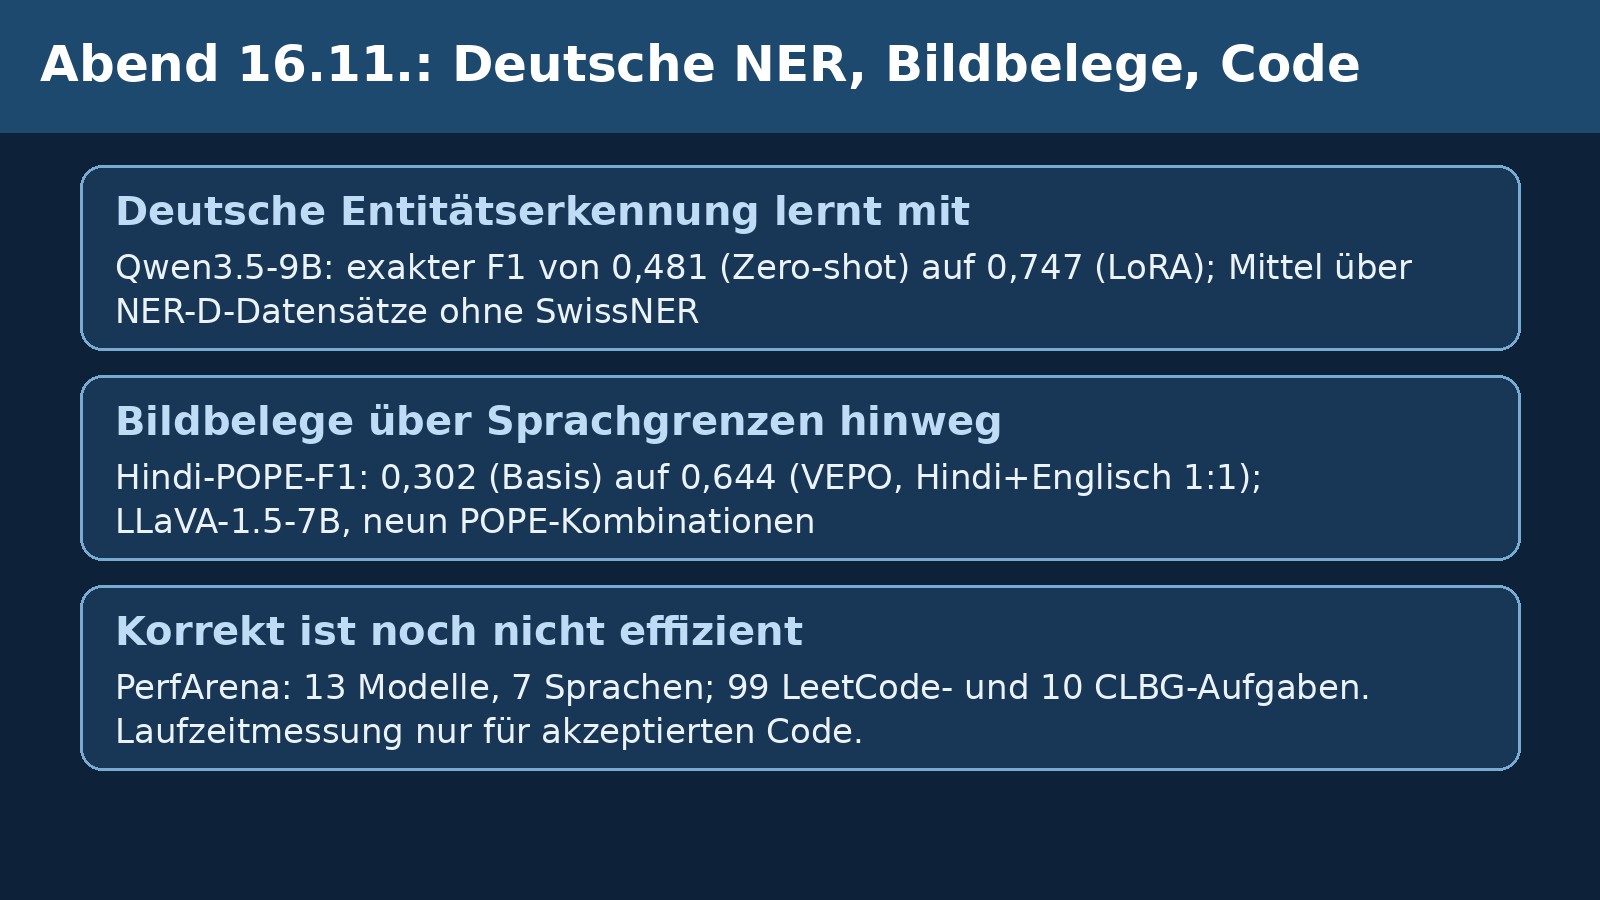 Abend 16.11.: Deutsche NER, Bildbelege, Code
Deutsche Entitätserkennung lernt mit
Qwen3.5-9B: exakter F1 von 0,481 (Zero-shot) auf 0,747 (LoRA); Mittel über
NER-D-Datensätze ohne SwissNER
Bildbelege über Sprachgrenzen hinweg
Hindi-POPE-F1: 0,302 (Basis) auf 0,644 (VEPO, Hindi+Englisch 1:1);
LLaVA-1.5-7B, neun POPE-Kombinationen
Korrekt ist noch nicht effizient
PerfArena: 13 Modelle, 7 Sprachen; 99 LeetCode- und 10 CLBG-Aufgaben.
Laufzeitmessung nur für akzeptierten Code.